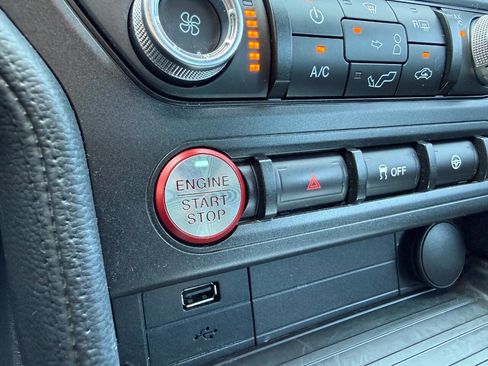 A/C
ENGINE
START
STOP
OFF